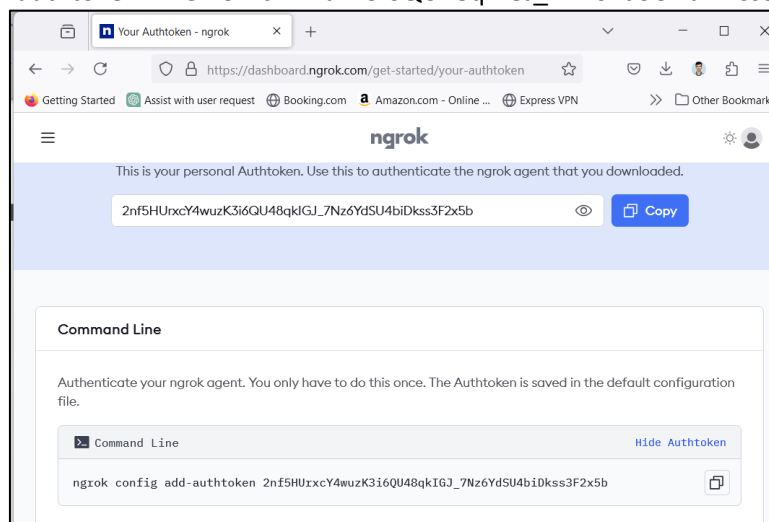 Your Authtoken - ngrok
https://dashboard.ngrok.com/get-started/your-authtoken
Getting Started Assist with user request Booking.com Amazon.com - Online ... Express VPN Other Bookmark
ngrok
This is your personal Authtoken. Use this to authenticate the ngrok agent that you downloaded.
2nf5HUrxcY4wuzK3i6QU48qkIGJ_7Nz6YdSU4biDkss3F2x5b Copy
Command Line
Authenticate your ngrok agent. You only have to do this once. The Authtoken is saved in the default configuration
file.
Command Line Hide Authtoken
ngrok config add-authtoken 2nf5HUrxcY4wuzK3i6QU48qkIGJ_7Nz6YdSU4biDkss3F2x5b